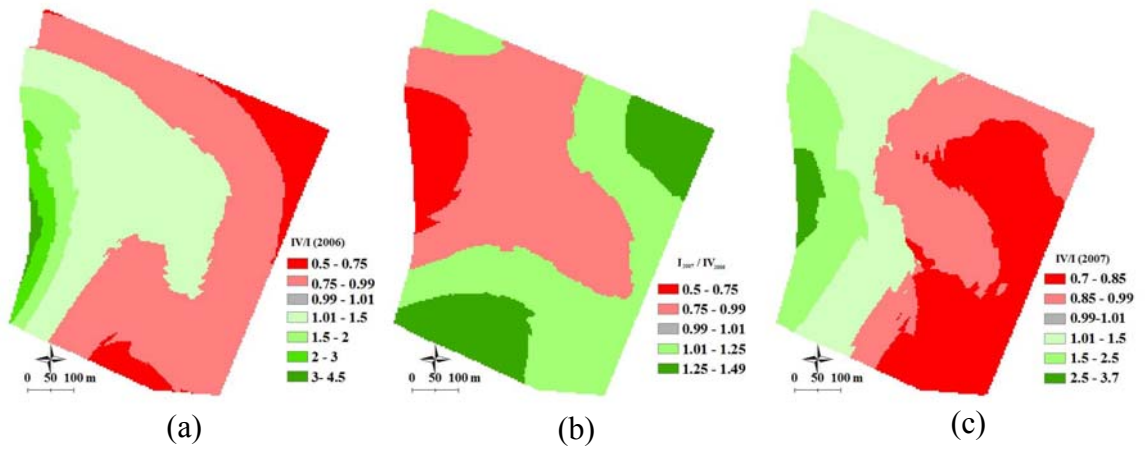 IV/I (2006)
0.5 - 0.75
0.75 - 0.99
0.99 - 1.01
1.01 - 1.5
1.5 - 2
2 - 3
3- 4.5
0 50 100 m
(a)
I 2007 / IV 2006
0.5 - 0.75
0.75 - 0.99
0.99 - 1.01
1.01 - 1.25
1.25 - 1.49
0 50 100 m
(b)
IV/I (2007)
0.7 - 0.85
0.85 - 0.99
0.99-1.01
1.01 - 1.5
1.5 - 2.5
2.5 - 3.7
0 50 100 m
(c)